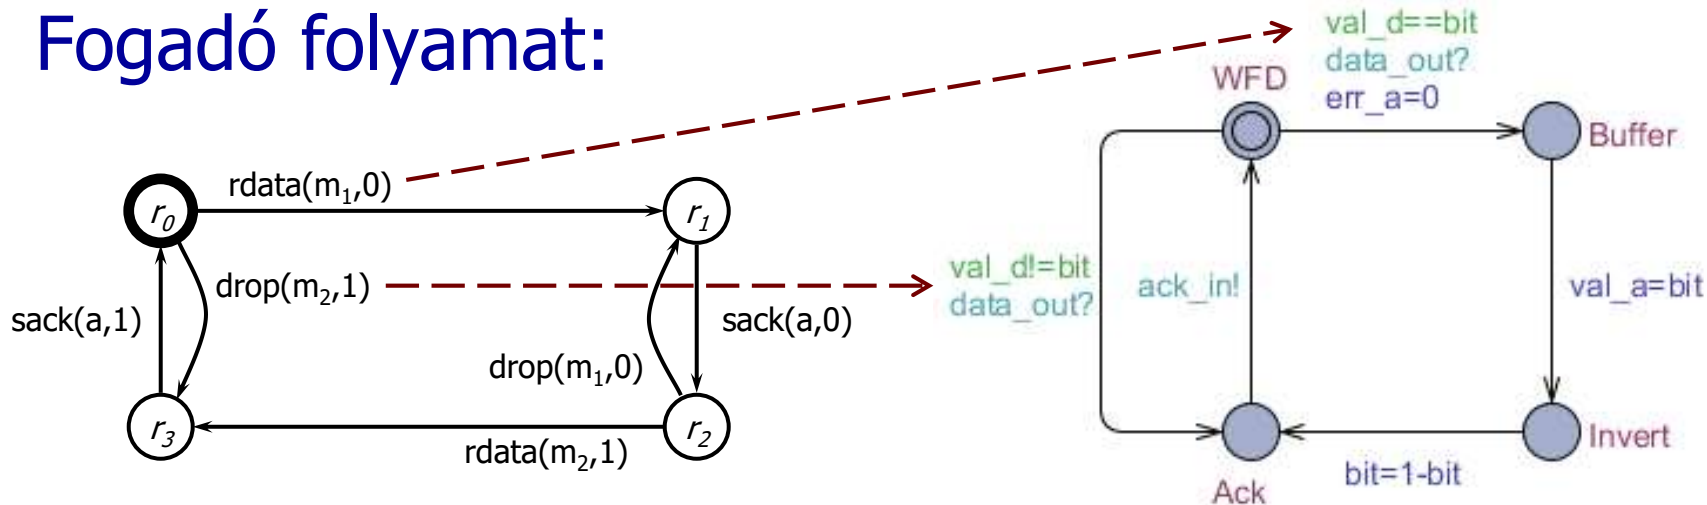 Fogadó folyamat:
r0
rdata(m1,0)
r1
drop(m2,1)
sack(a,1)
sack(a,0)
drop(m1,0)
r3
rdata(m2,1)
r2
val_d==bit
data_out?
err_a=0
WFD
Buffer
val_d!=bit
data_out?
ack_in!
val_a=bit
Invert
bit=1-bit
Ack